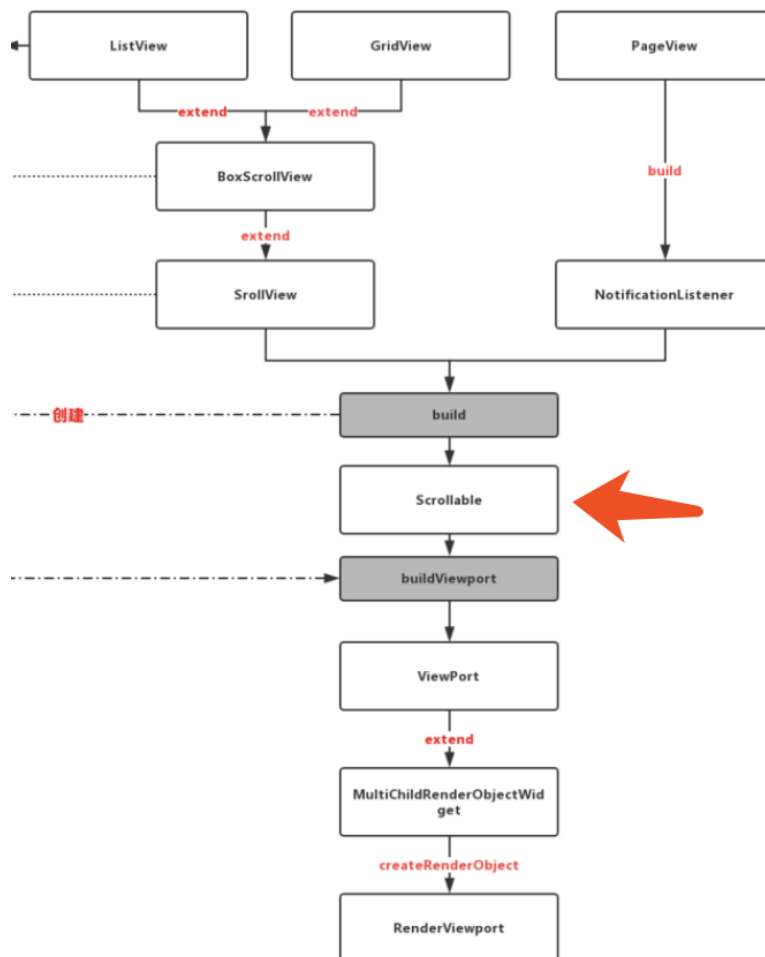 ListView
GridView
PageView
extend
extend
BoxScrollView
build
extend
SrollView
NotificationListener
创建
build
Scrollable
buildViewport
ViewPort
extend
MultiChildRenderObjectWid
get
createRenderObject
RenderViewport